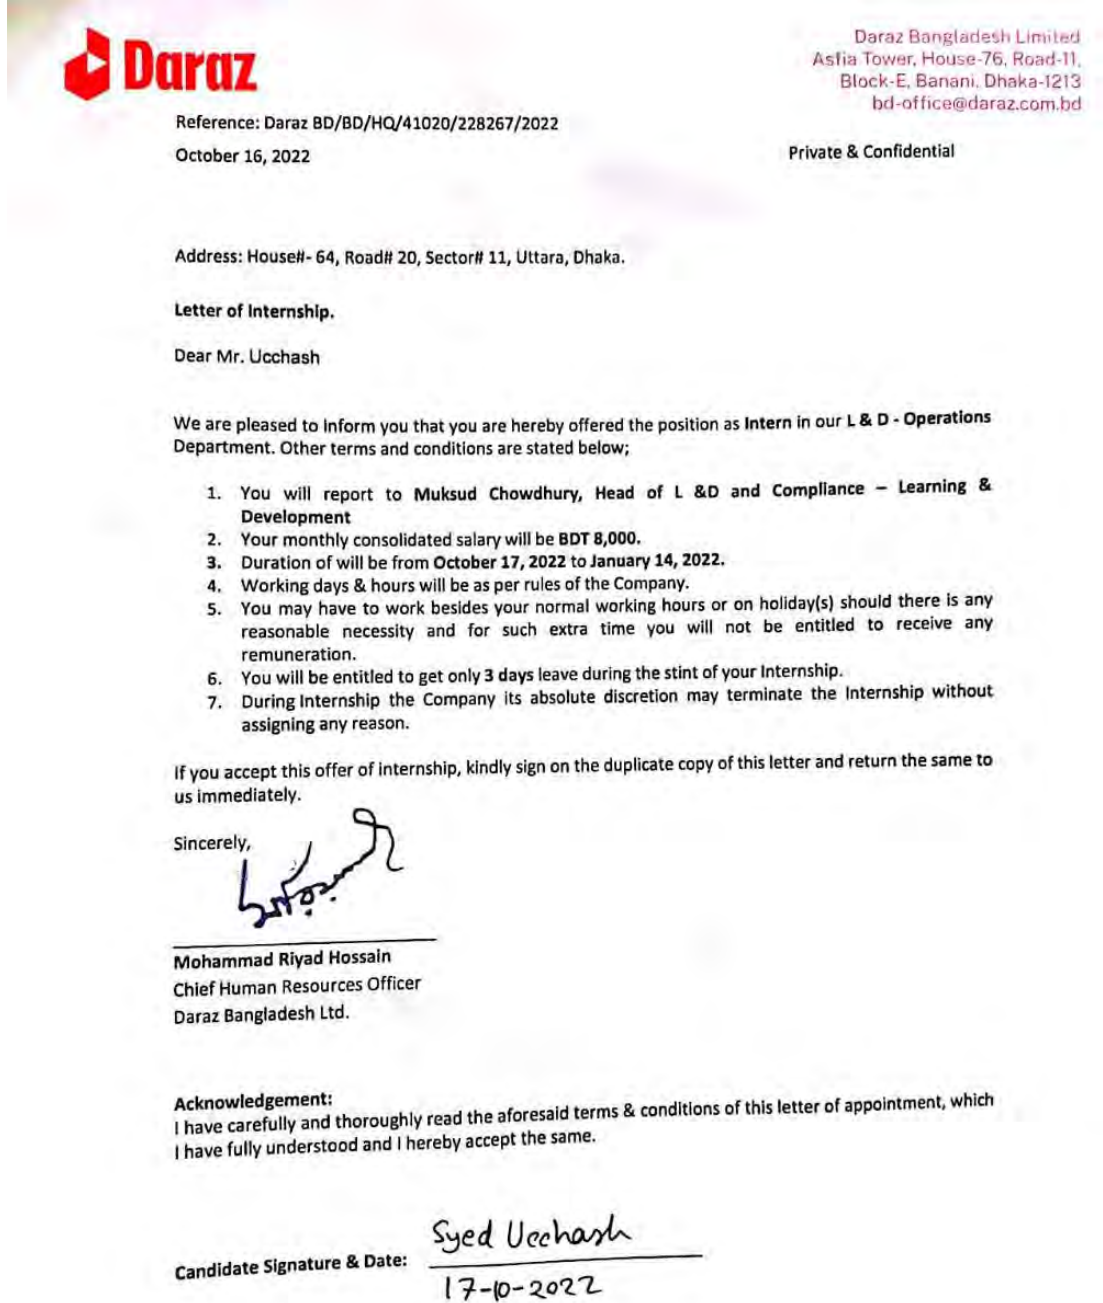 Daraz
Daraz Bangladesh Limited
Asfia Tower, House-76, Road-11,
Block-E, Banani, Dhaka-1213
bd-office@daraz.com.bd
Reference: Daraz BD/BD/HQ/41020/228267/2022
October 16, 2022
Private & Confidential
Address: House#- 64, Road# 20, Sector# 11, Uttara, Dhaka.
Letter of Internship.
Dear Mr. Ucchash
We are pleased to inform you that you are hereby offered the position as Intern in our L & D - Operations
Department. Other terms and conditions are stated below;
1. You will report to Muksud Chowdhury, Head of L &D and Compliance – Learning &
Development
2. Your monthly consolidated salary will be BDT 8,000.
3. Duration of will be from October 17, 2022 to January 14, 2022.
4. Working days & hours will be as per rules of the Company.
5. You may have to work besides your normal working hours or on holiday(s) should there is any
reasonable necessity and for such extra time you will not be entitled to receive any
remuneration.
6. You will be entitled to get only 3 days leave during the stint of your Internship.
7. During Internship the Company its absolute discretion may terminate the Internship without
assigning any reason.
If you accept this offer of internship, kindly sign on the duplicate copy of this letter and return the same to
us immediately.
Sincerely,
Mohammad Riyad Hossain
Chief Human Resources Officer
Daraz Bangladesh Ltd.
Acknowledgement:
I have carefully and thoroughly read the aforesaid terms & conditions of this letter of appointment, which
I have fully understood and I hereby accept the same.
Syed Ucchash
Candidate Signature & Date:
17-10-2022